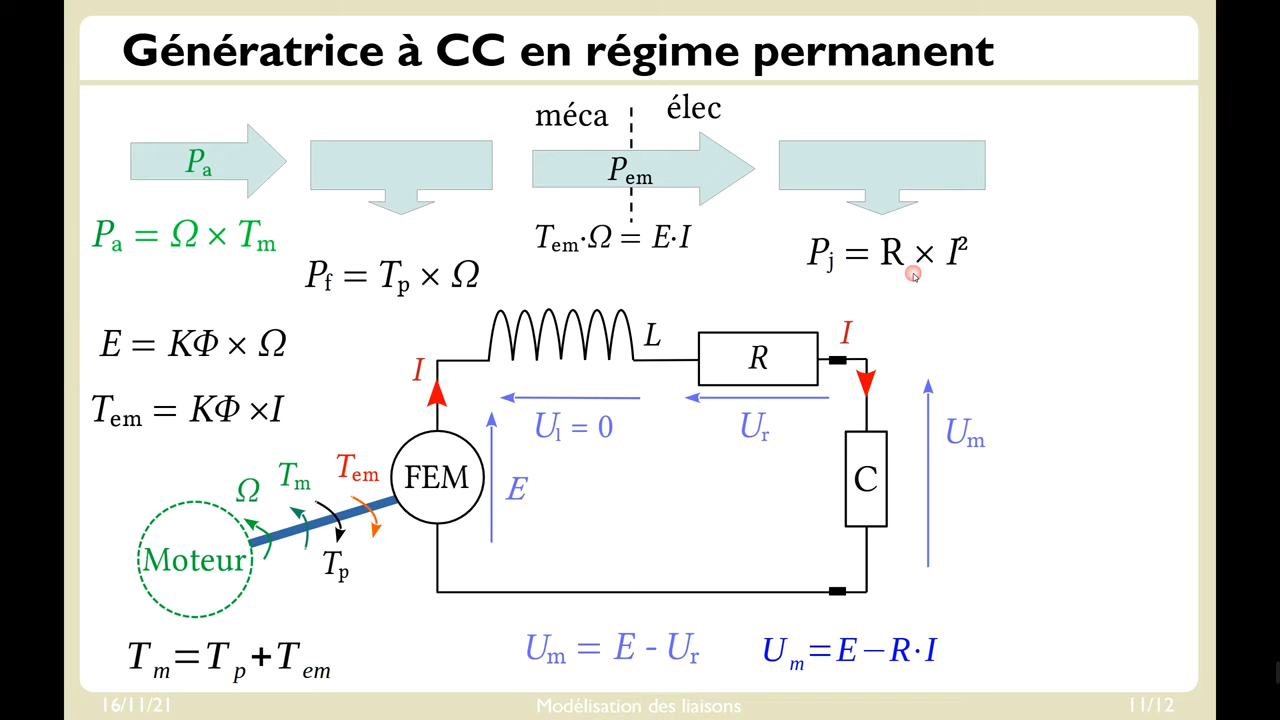 Génératrice à CC en régime permanent
méca élec
Pa
Pem
Pa = Ω × Tm
Tem·Ω = E·I
Pj = R × I²
Pf = Tp × Ω
E = KΦ × Ω
L
R
I
I
Tem = KΦ ×I
Ul = 0
Ur
Um
Ω
Tm
Tem
FEM
E
C
Moteur
Tp
Tm=Tp+Tem
Um = E - Ur
Um=E−R·I
16/11/21
Modélisation des liaisons
11/12